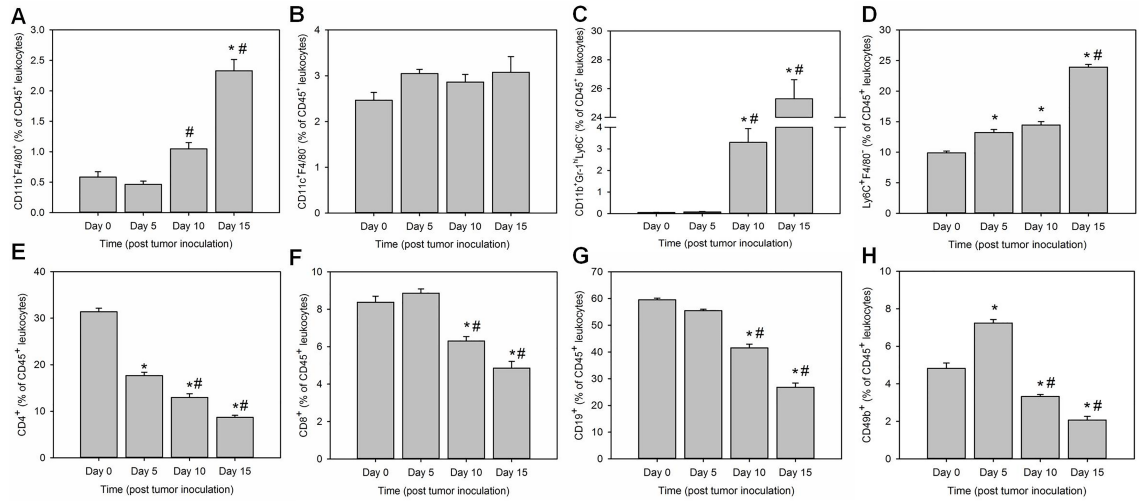 A
CD11b⁺F4/80⁺ (% of CD45⁺ leukocytes)
3.0
2.5
2.0
1.5
1.0
0.5
0.0
#
* #
Day 0 Day 5 Day 10 Day 15
Time (post tumor inoculation)
B
CD11c⁺F4/80⁻ (% of CD45⁺ leukocytes)
4
3
2
1
0
Day 0 Day 5 Day 10 Day 15
Time (post tumor inoculation)
C
CD11b⁺Gr-1ʰⁱLy6C⁻ (% of CD45⁺ leukocytes)
30
28
26
24
4
3
2
1
0
*#
*#
Day 0 Day 5 Day 10 Day 15
Time (post tumor inoculation)
D
Ly6C⁺F4/80⁻ (% of CD45⁺ leukocytes)
30
25
20
15
10
5
0
*
*
*#
Day 0 Day 5 Day 10 Day 15
Time (post tumor inoculation)
E
CD4⁺ (% of CD45⁺ leukocytes)
40
30
20
10
0
*
*#
*#
Day 0 Day 5 Day 10 Day 15
Time (post tumor inoculation)
F
CD8⁺ (% of CD45⁺ leukocytes)
10
8
6
4
2
0
*#
*#
Day 0 Day 5 Day 10 Day 15
Time (post tumor inoculation)
G
CD19⁺ (% of CD45⁺ leukocytes)
70
60
50
40
30
20
10
0
*#
*#
Day 0 Day 5 Day 10 Day 15
Time (post tumor inoculation)
H
CD49b⁺ (% of CD45⁺ leukocytes)
10
8
6
4
2
0
*
*#
*#
Day 0 Day 5 Day 10 Day 15
Time (post tumor inoculation)